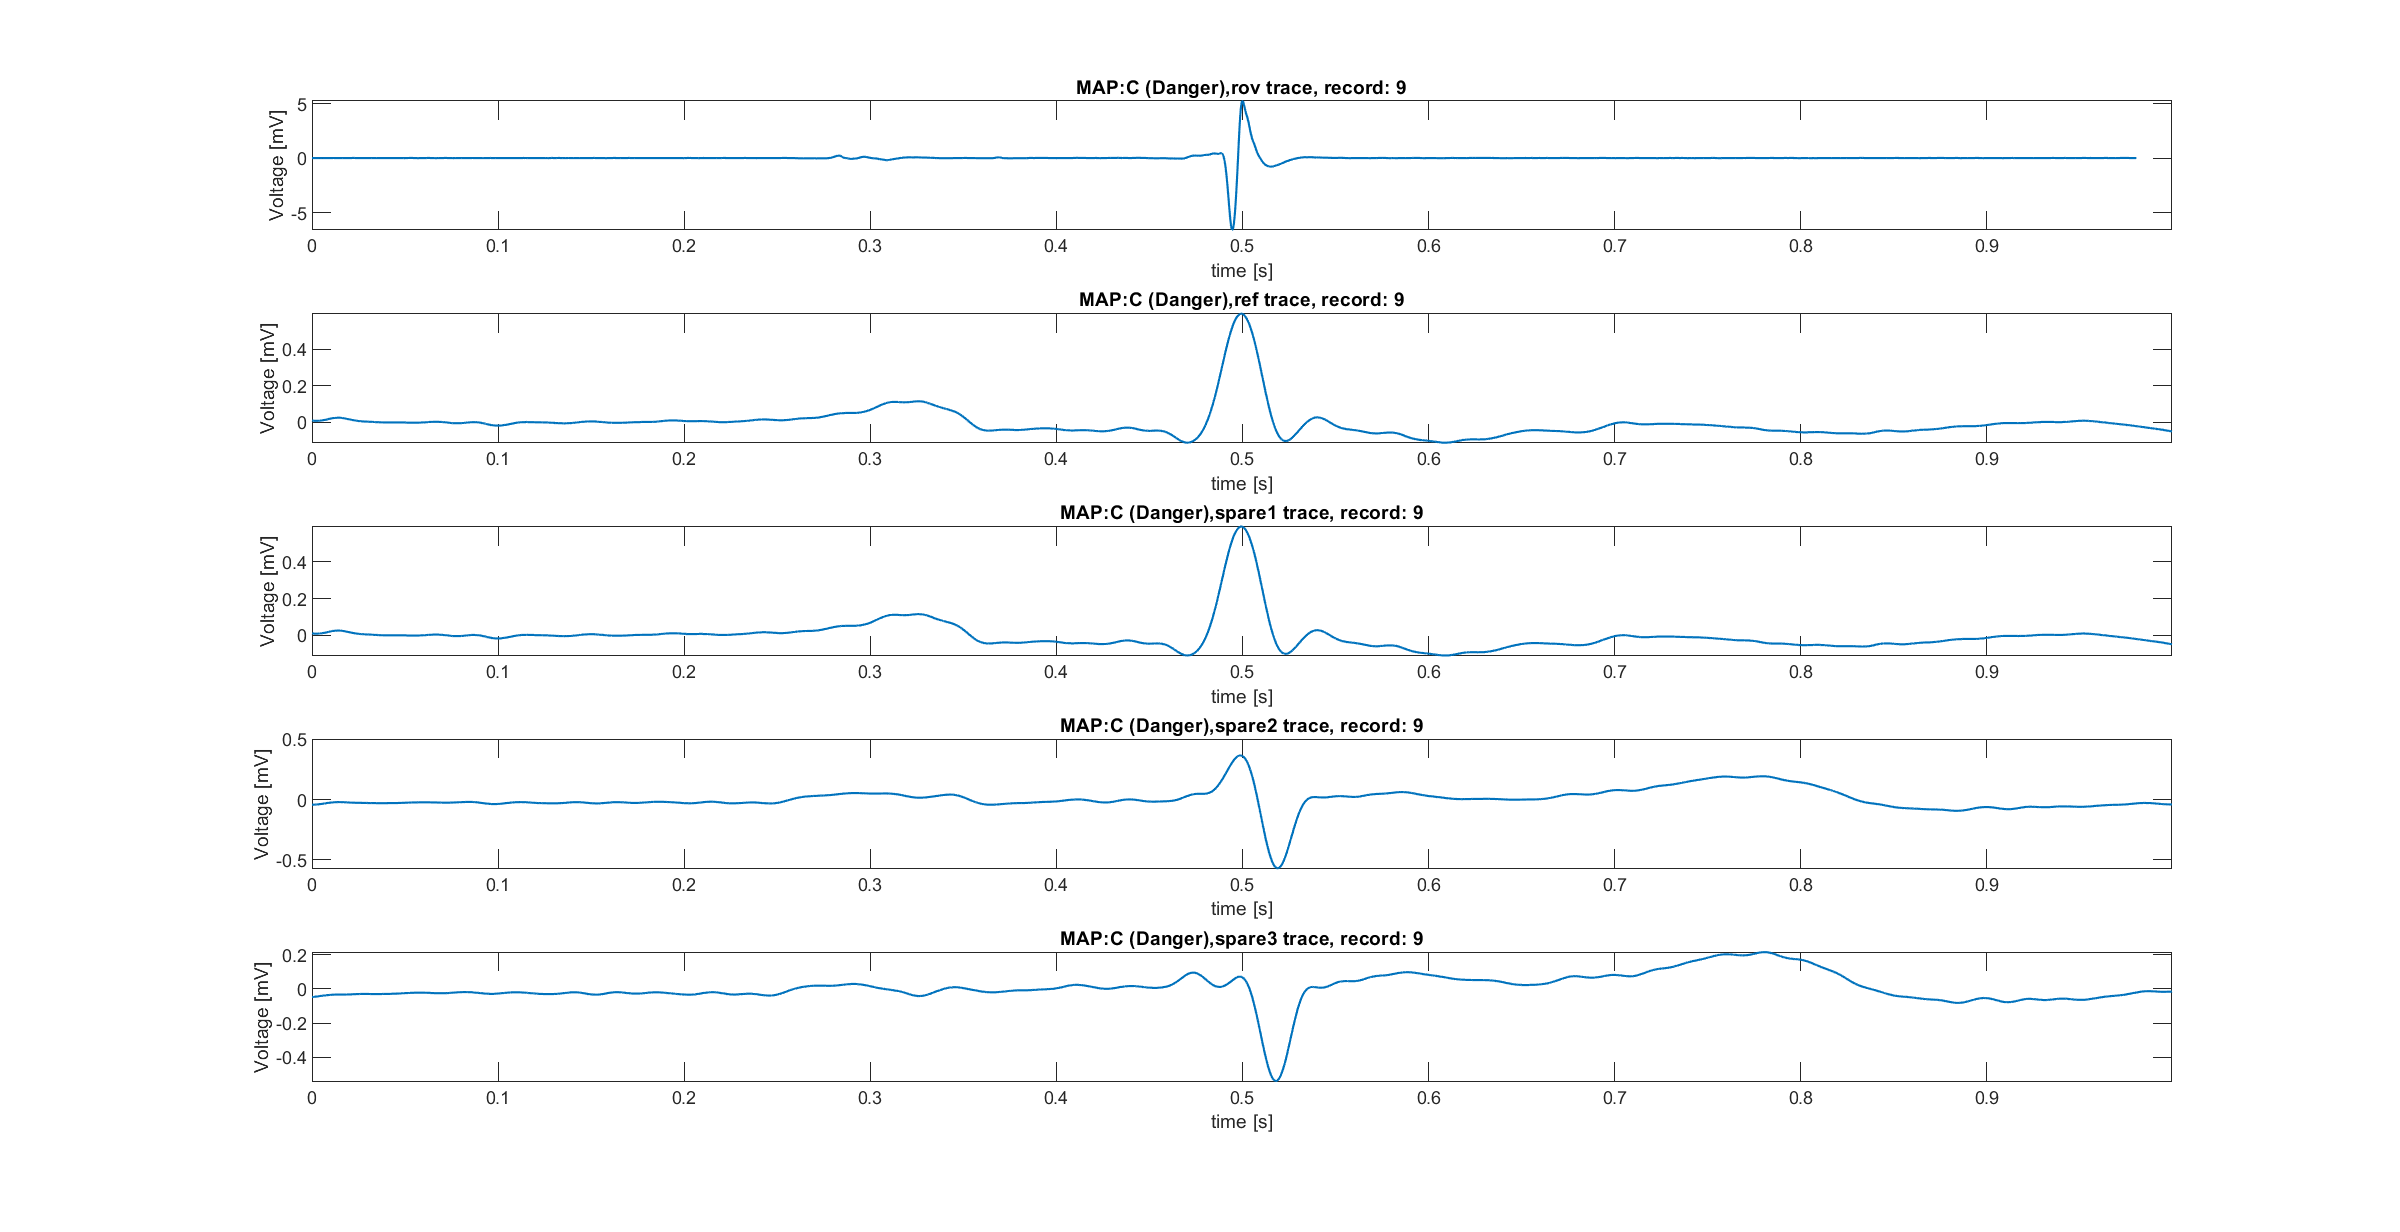 MAP:C (Danger),rov trace, record: 9
Voltage [mV]
5
0
-5
0 0.1 0.2 0.3 0.4 0.5 0.6 0.7 0.8 0.9
time [s]
MAP:C (Danger),ref trace, record: 9
Voltage [mV]
0.4
0.2
0
0 0.1 0.2 0.3 0.4 0.5 0.6 0.7 0.8 0.9
time [s]
MAP:C (Danger),spare1 trace, record: 9
Voltage [mV]
0.4
0.2
0
0 0.1 0.2 0.3 0.4 0.5 0.6 0.7 0.8 0.9
time [s]
MAP:C (Danger),spare2 trace, record: 9
Voltage [mV]
0.5
0
-0.5
0 0.1 0.2 0.3 0.4 0.5 0.6 0.7 0.8 0.9
time [s]
MAP:C (Danger),spare3 trace, record: 9
Voltage [mV]
0.2
0
-0.2
-0.4
0 0.1 0.2 0.3 0.4 0.5 0.6 0.7 0.8 0.9
time [s]